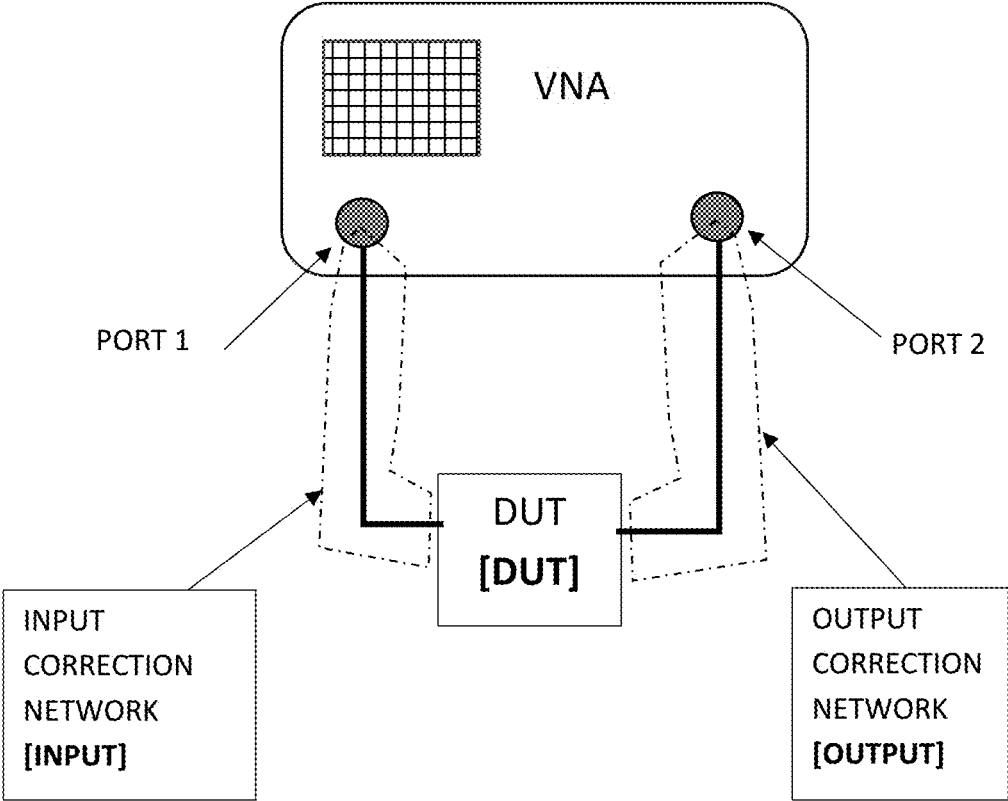 VNA
PORT 1
PORT 2
DUT
[DUT]
INPUT
CORRECTION
NETWORK
[INPUT]
OUTPUT
CORRECTION
NETWORK
[OUTPUT]